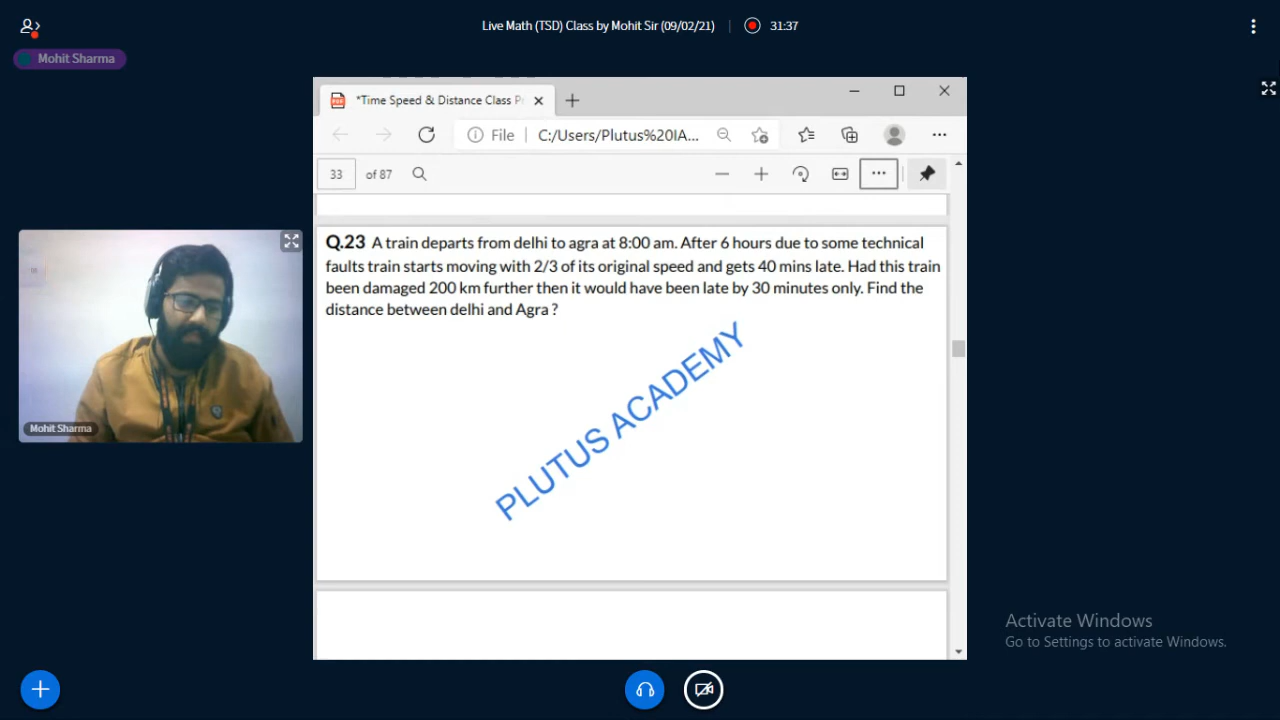 Live Math (TSD) Class by Mohit Sir (09/02/21)
31:37
Mohit Sharma
*Time Speed & Distance Class Pr
File
C:/Users/Plutus%20IA...
33
of 87
Q.23 A train departs from delhi to agra at 8:00 am. After 6 hours due to some technical
faults train starts moving with 2/3 of its original speed and gets 40 mins late. Had this train
been damaged 200 km further then it would have been late by 30 minutes only. Find the
distance between delhi and Agra ?
PLUTUS ACADEMY
Mohit Sharma
Activate Windows
Go to Settings to activate Windows.